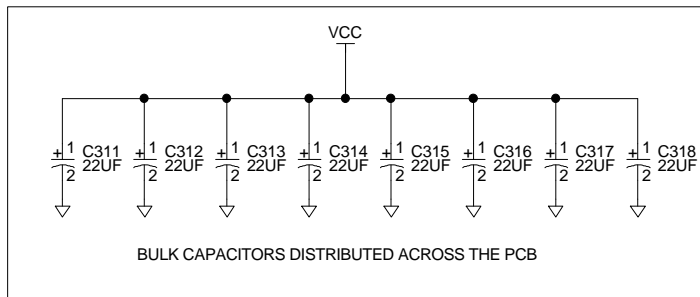 VCC
+ 1 C311 + 1 C312 + 1 C313 + 1 C314 + 1 C315 + 1 C316 + 1 C317 + 1 C318
22UF 22UF 22UF 22UF 22UF 22UF 22UF 22UF
2 2 2 2 2 2 2 2
BULK CAPACITORS DISTRIBUTED ACROSS THE PCB